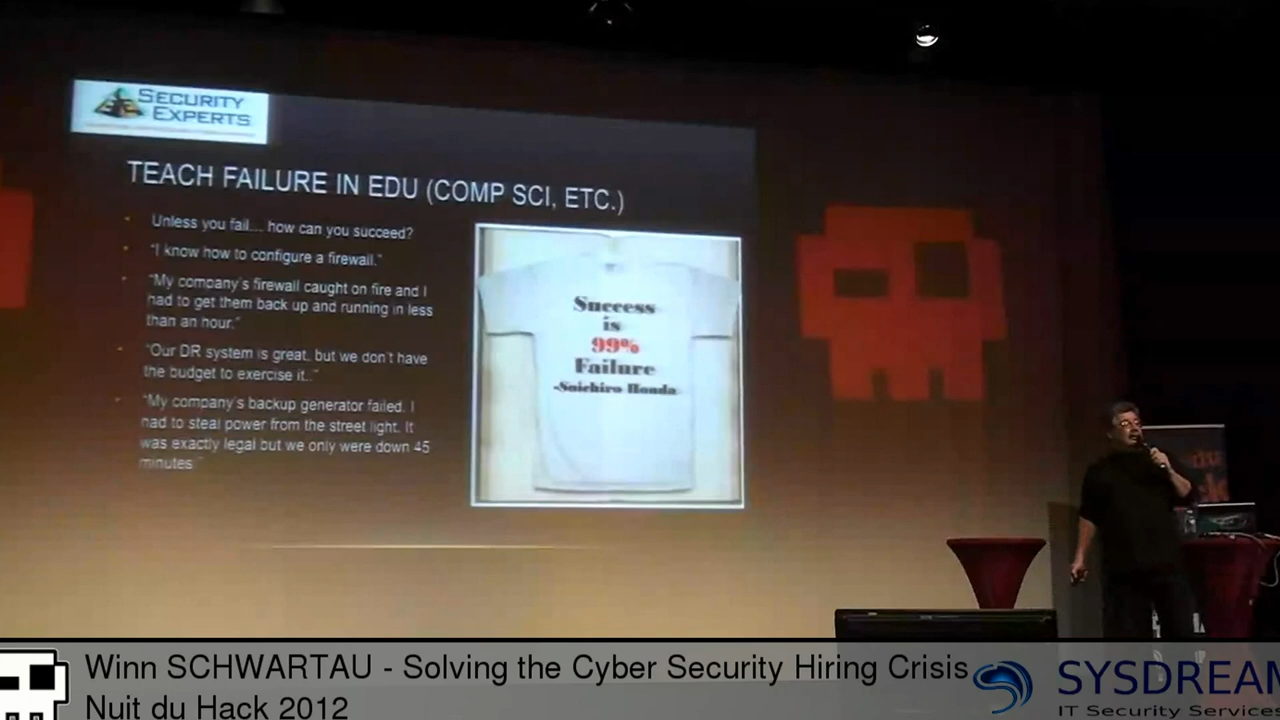 SECURITY
EXPERTS
TEACH FAILURE IN EDU (COMP SCI, ETC.)
Unless you fail... how can you succeed?
"I know how to configure a firewall."
"My company's firewall caught on fire and I
had to get them back up and running in less
than an hour."
"Our DR system is great, but we don't have
the budget to exercise it.."
"My company's backup generator failed. I
had to steal power from the street light. It
was exactly legal but we only were down 45
minutes."
Success
is
99%
Failure
-Soichiro Honda
du
Winn SCHWARTAU - Solving the Cyber Security Hiring Crisis
Nuit du Hack 2012
SYSDREAM
IT Security Services